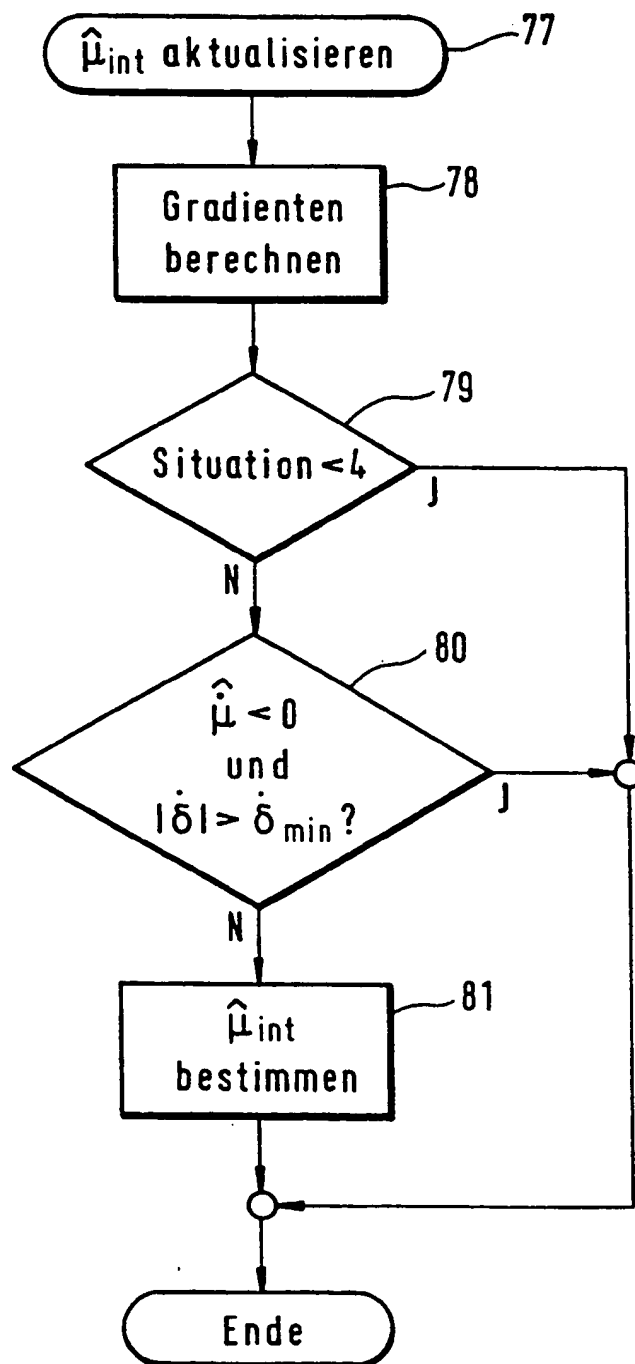 μ̂int aktualisieren
77
Gradienten
berechnen
78
79
Situation < 4
J
N
80
μ̇̂ < 0
und
|δ̇| > δ̇min ?
J
N
μ̂int
bestimmen
81
Ende